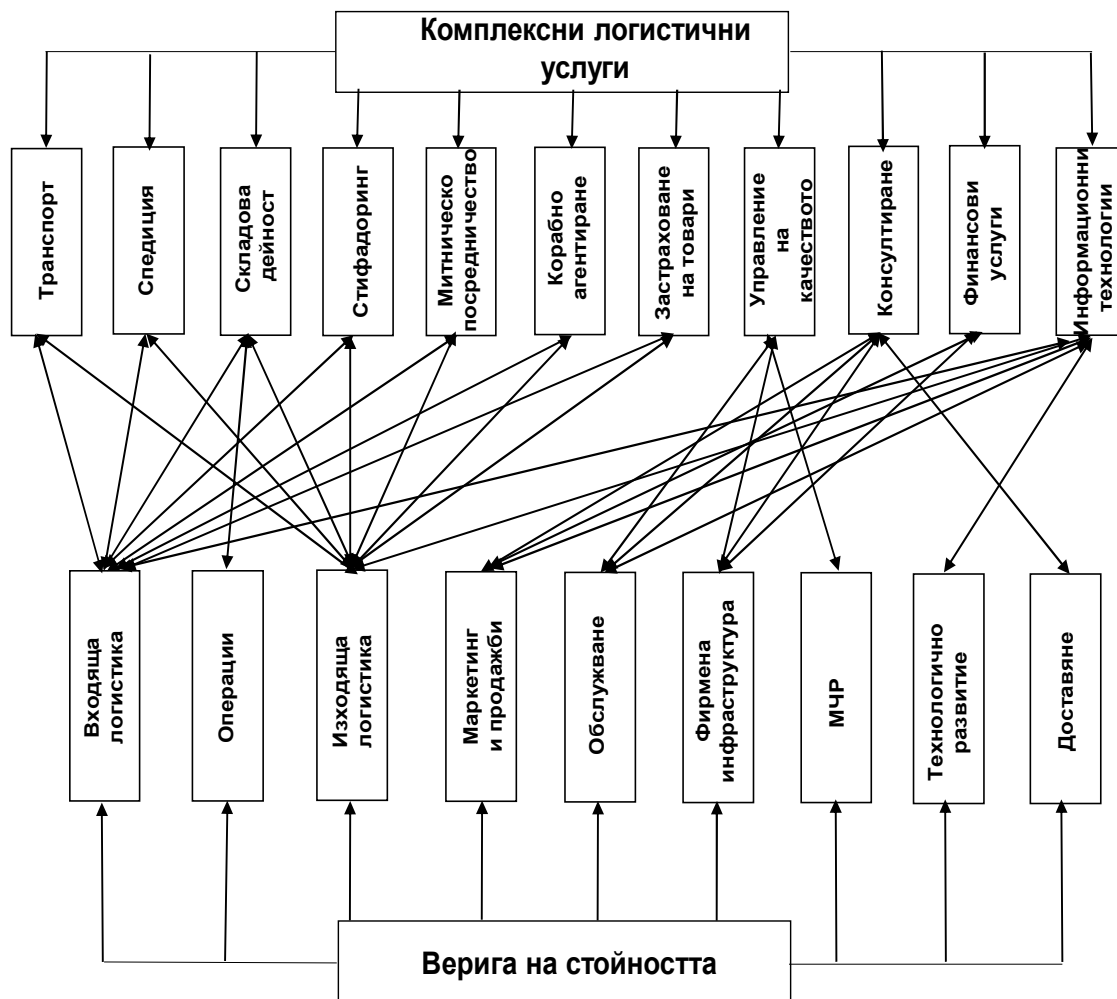 Комплексни логистични
услуги
Транспорт
Спедиция
Складова
дейност
Стифадоринг
Митническо
посредничество
Корабно
агентиране
Застраховане
на товари
Управление
на
качеството
Консултиране
Финансови
услуги
Информационни
технологии
Входяща
логистика
Операции
Изходяща
логистика
Маркетинг
и продажби
Обслужване
Фирмена
инфраструктура
МЧР
Технологично
развитие
Доставяне
Верига на стойността